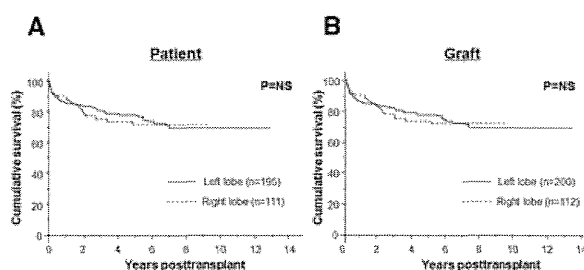 A
B
Patient
Graft
P=NS
P=NS
Cumulative survival (%)
100
80
60
40
20
0
Left lobe (n=195)
Right lobe (n=111)
0 2 4 6 8 10 12 14
Years posttransplant
Cumulative survival (%)
100
80
60
40
20
0
Left lobe (n=200)
Right lobe (n=112)
0 2 4 6 8 10 12 14
Years posttransplant